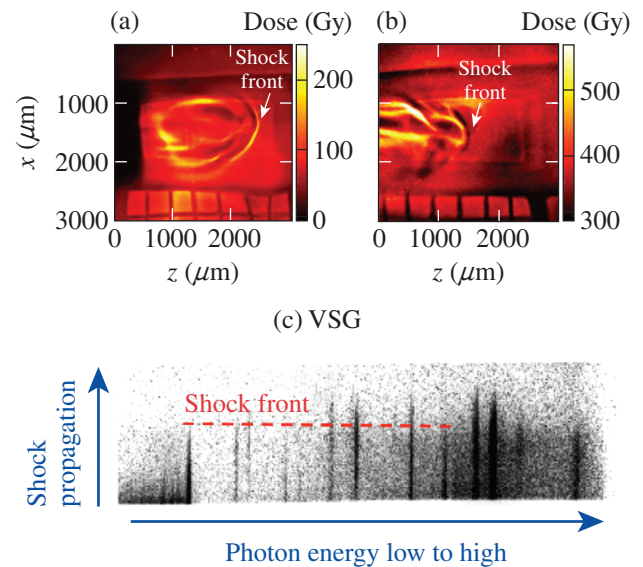 (a)
Dose (Gy)
(b)
Dose (Gy)
Shock
front
Shock
front
x (μm)
1000
2000
3000
0
1000
2000
z (μm)
200
100
0
0
1000
2000
z (μm)
500
400
300
(c) VSG
Shock
propagation
Shock front
Photon energy low to high